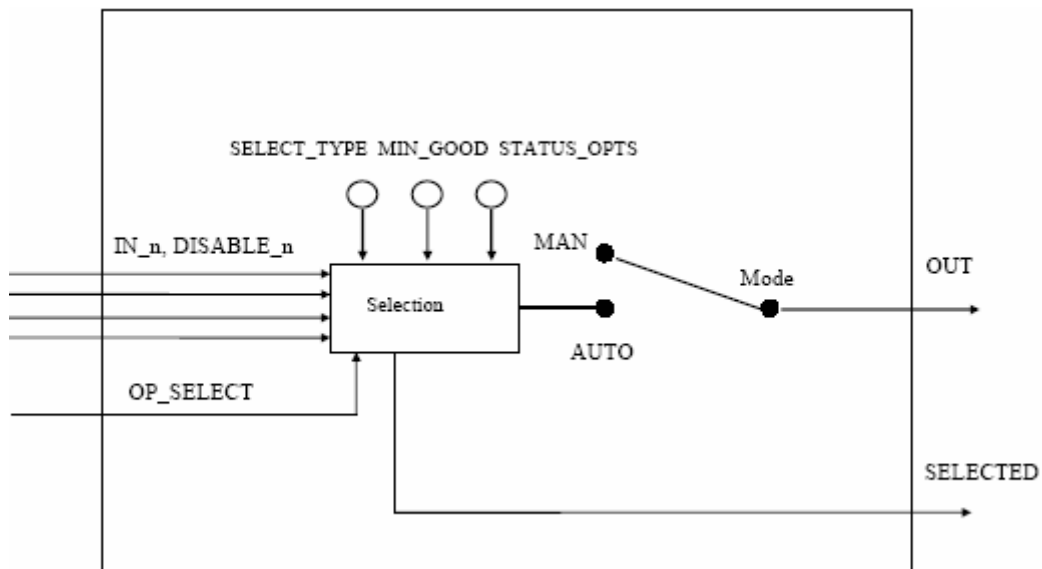 SELECT_TYPE MIN_GOOD STATUS_OPTS
IN_n, DISABLE_n
MAN
OUT
Mode
Selection
AUTO
OP_SELECT
SELECTED